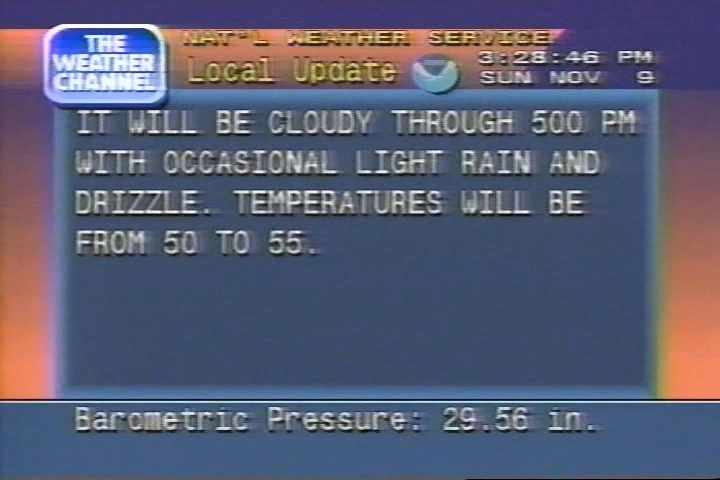 THE
WEATHER
CHANNEL
NAT'L WEATHER SERVICE
Local Update
3:28:46 PM
SUN NOV 9
IT WILL BE CLOUDY THROUGH 500 PM
WITH OCCASIONAL LIGHT RAIN AND
DRIZZLE. TEMPERATURES WILL BE
FROM 50 TO 55.
Barometric Pressure: 29.56 in.